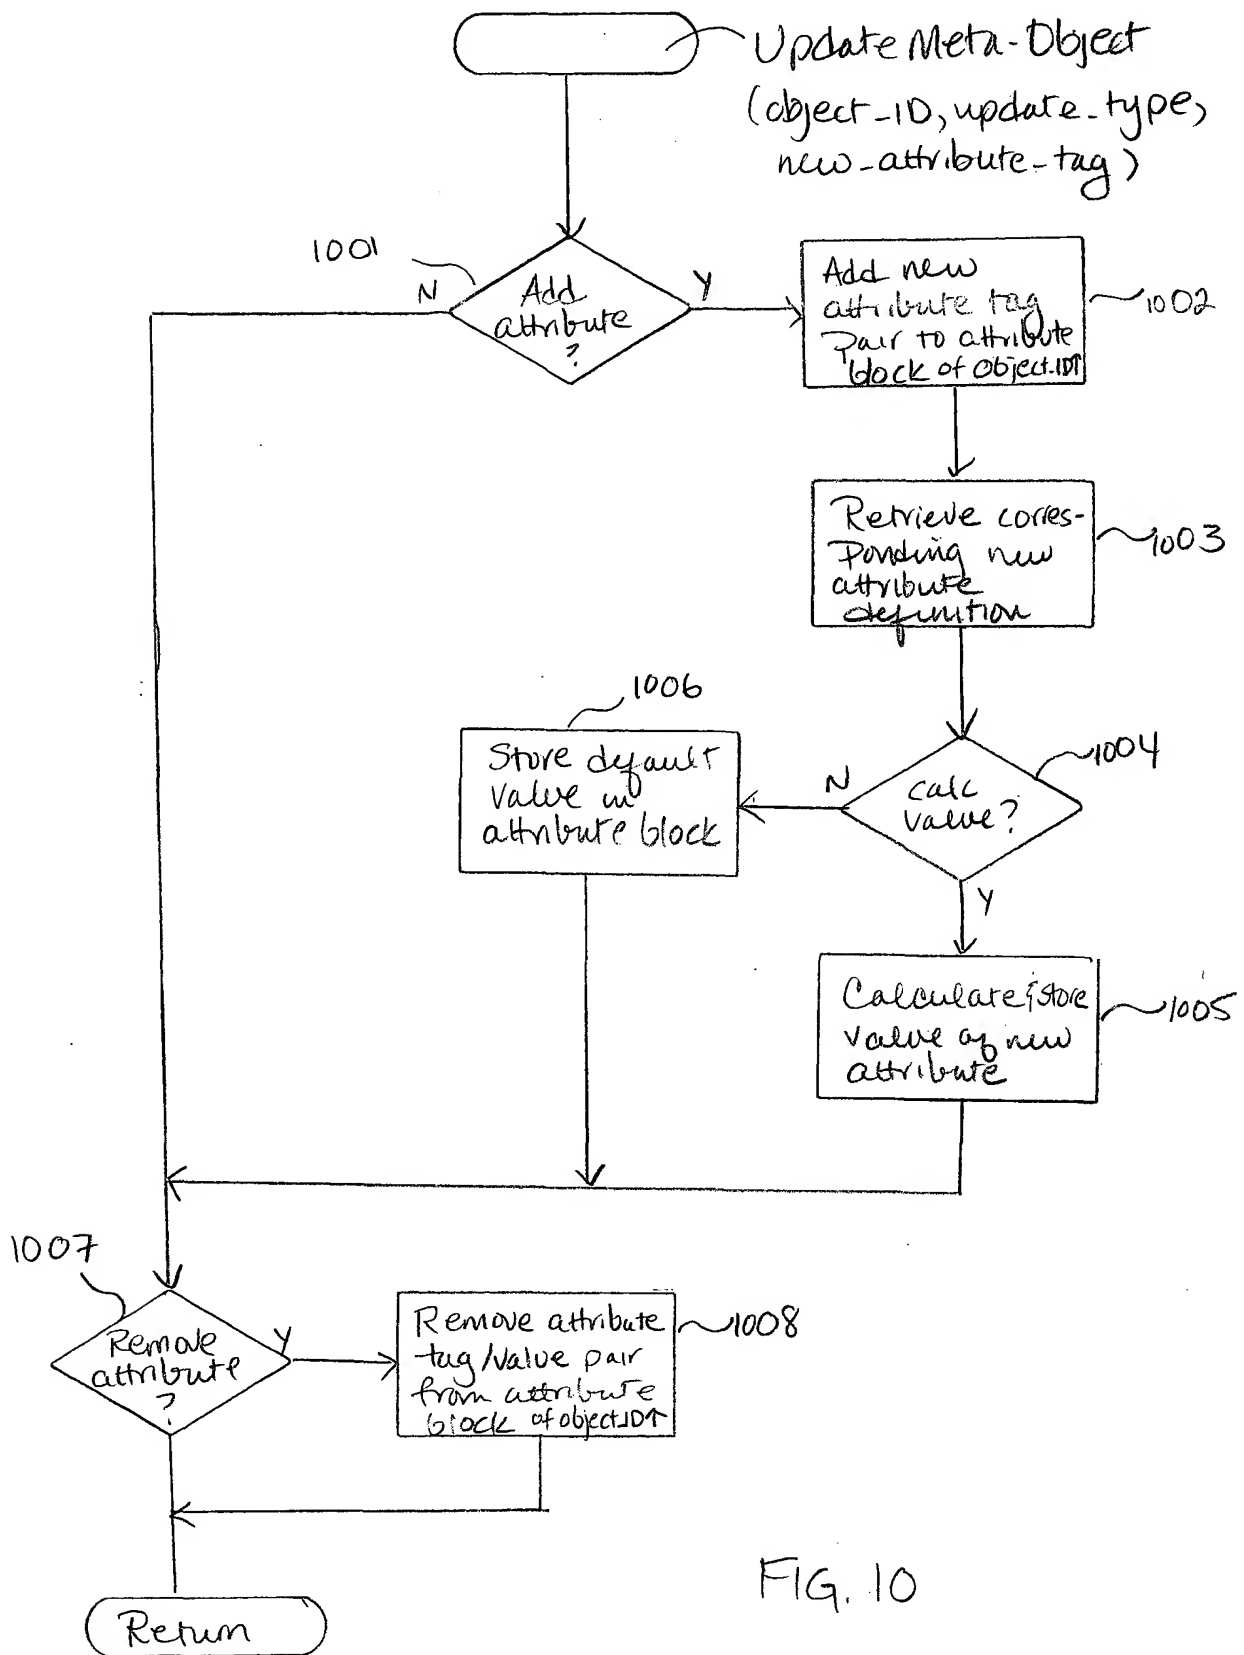 Update Meta-Object
(object_ID, update_type,
new_attribute_tag)
1001
N
Add
attribute
?
Y
Add new
attribute tag
pair to attribute
block of Object.ID↑
1002
Retrieve corres-
ponding new
attribute
definition
1003
1006
Store default
value in
attribute block
N
calc
value?
1004
Y
Calculate & store
value of new
attribute
1005
1007
Remove
attribute
?
Y
Remove attribute
tag/value pair
from attribute
block of object_ID↑
1008
Return
FIG. 10